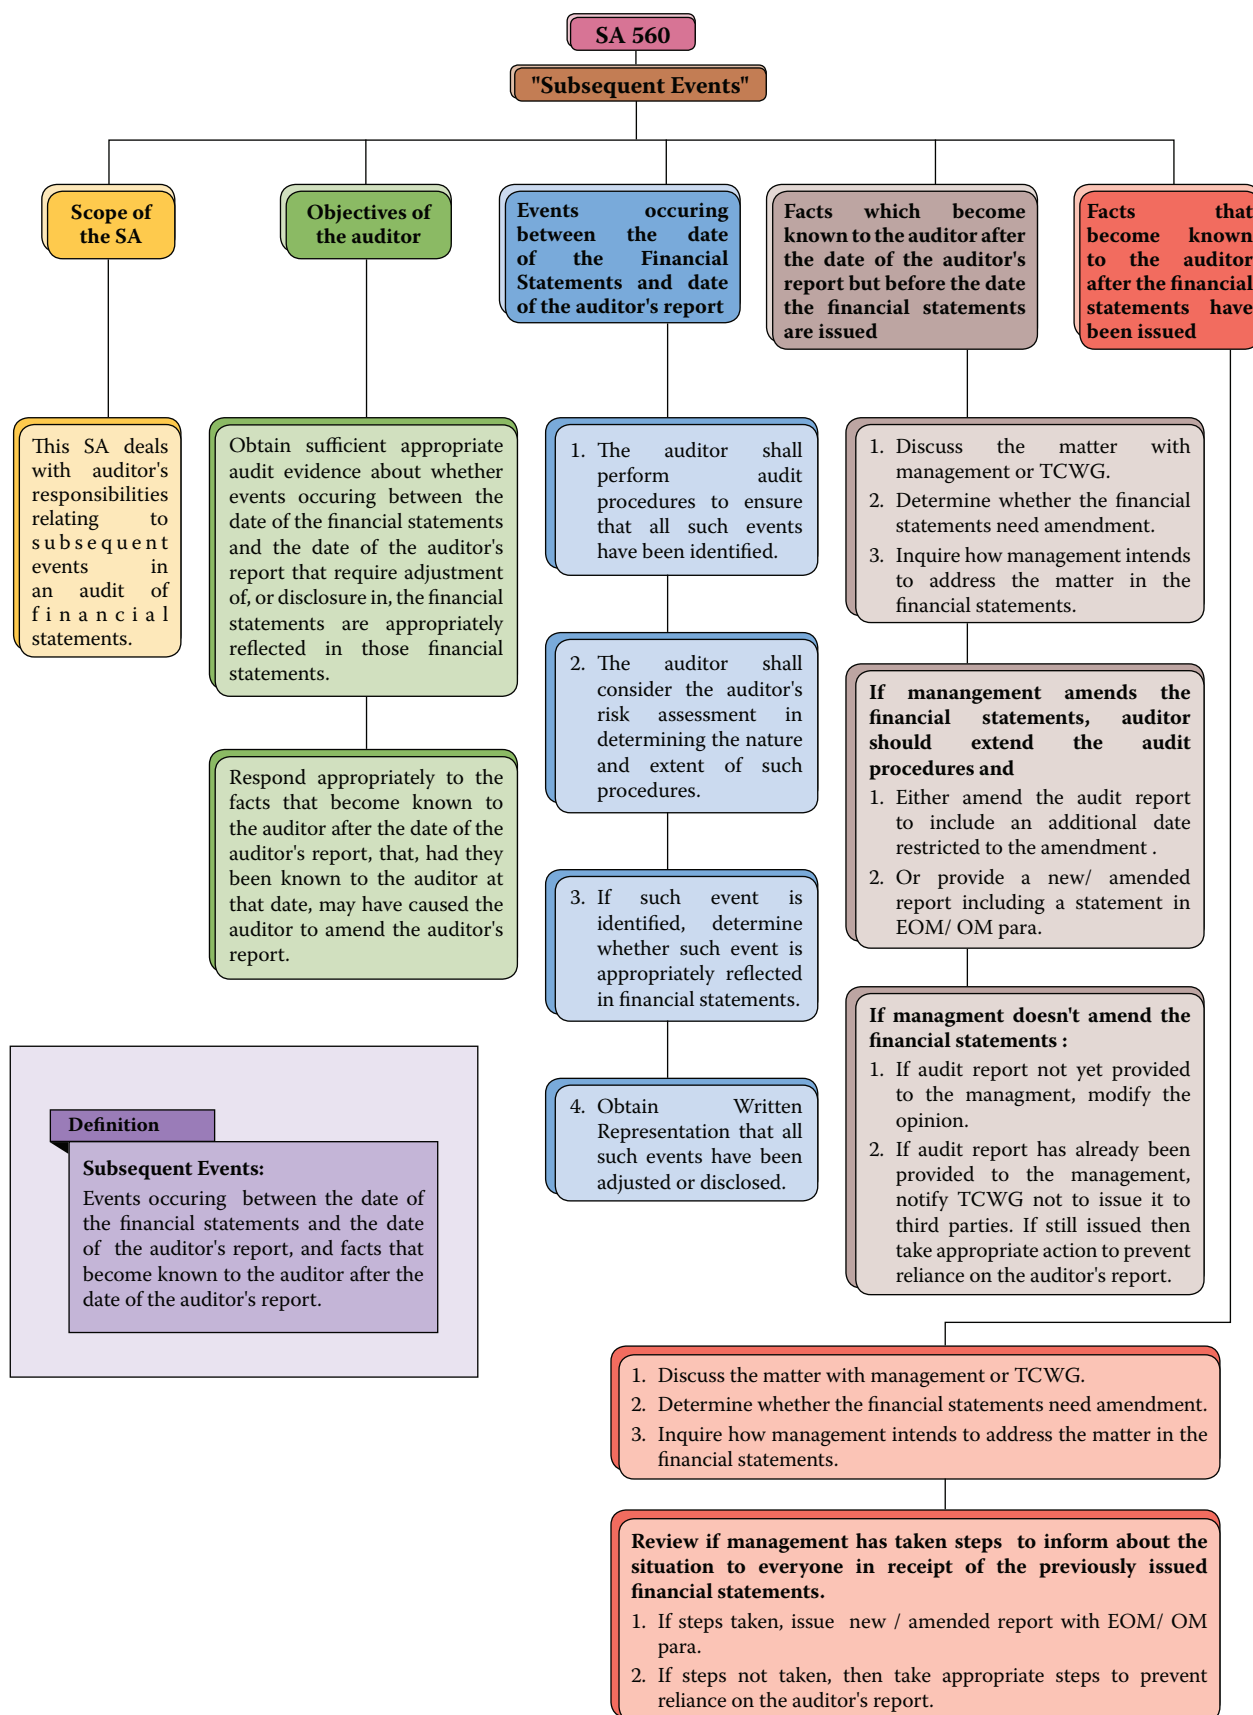 SA 560
"Subsequent Events"
Scope of
the SA
This SA deals
with auditor's
responsibilities
relating to
subsequent
events in
an audit of
financial
statements.
Objectives of
the auditor
Obtain sufficient appropriate
audit evidence about whether
events occuring between the
date of the financial statements
and the date of the auditor's
report that require adjustment
of, or disclosure in, the financial
statements are appropriately
reflected in those financial
statements.
Respond appropriately to the
facts that become known to
the auditor after the date of the
auditor's report, that, had they
been known to the auditor at
that date, may have caused the
auditor to amend the auditor's
report.
Events occuring
between the date
of the Financial
Statements and date
of the auditor's report
1. The auditor shall
perform audit
procedures to ensure
that all such events
have been identified.
2. The auditor shall
consider the auditor's
risk assessment in
determining the nature
and extent of such
procedures.
3. If such event is
identified, determine
whether such event is
appropriately reflected
in financial statements.
4. Obtain Written
Representation that all
such events have been
adjusted or disclosed.
Facts which become
known to the auditor after
the date of the auditor's
report but before the date
the financial statements
are issued
1. Discuss the matter with
management or TCWG.
2. Determine whether the financial
statements need amendment.
3. Inquire how management intends
to address the matter in the
financial statements.
If manangement amends the
financial statements, auditor
should extend the audit
procedures and
1. Either amend the audit report
to include an additional date
restricted to the amendment .
2. Or provide a new/ amended
report including a statement in
EOM/ OM para.
If managment doesn't amend the
financial statements :
1. If audit report not yet provided
to the managment, modify the
opinion.
2. If audit report has already been
provided to the management,
notify TCWG not to issue it to
third parties. If still issued then
take appropriate action to prevent
reliance on the auditor's report.
Facts that
become known
to the auditor
after the financial
statements have
been issued
1. Discuss the matter with management or TCWG.
2. Determine whether the financial statements need amendment.
3. Inquire how management intends to address the matter in the
financial statements.
Review if management has taken steps to inform about the
situation to everyone in receipt of the previously issued
financial statements.
1. If steps taken, issue new / amended report with EOM/ OM
para.
2. If steps not taken, then take appropriate steps to prevent
reliance on the auditor's report.
Definition
Subsequent Events:
Events occuring between the date of
the financial statements and the date
of the auditor's report, and facts that
become known to the auditor after the
date of the auditor's report.